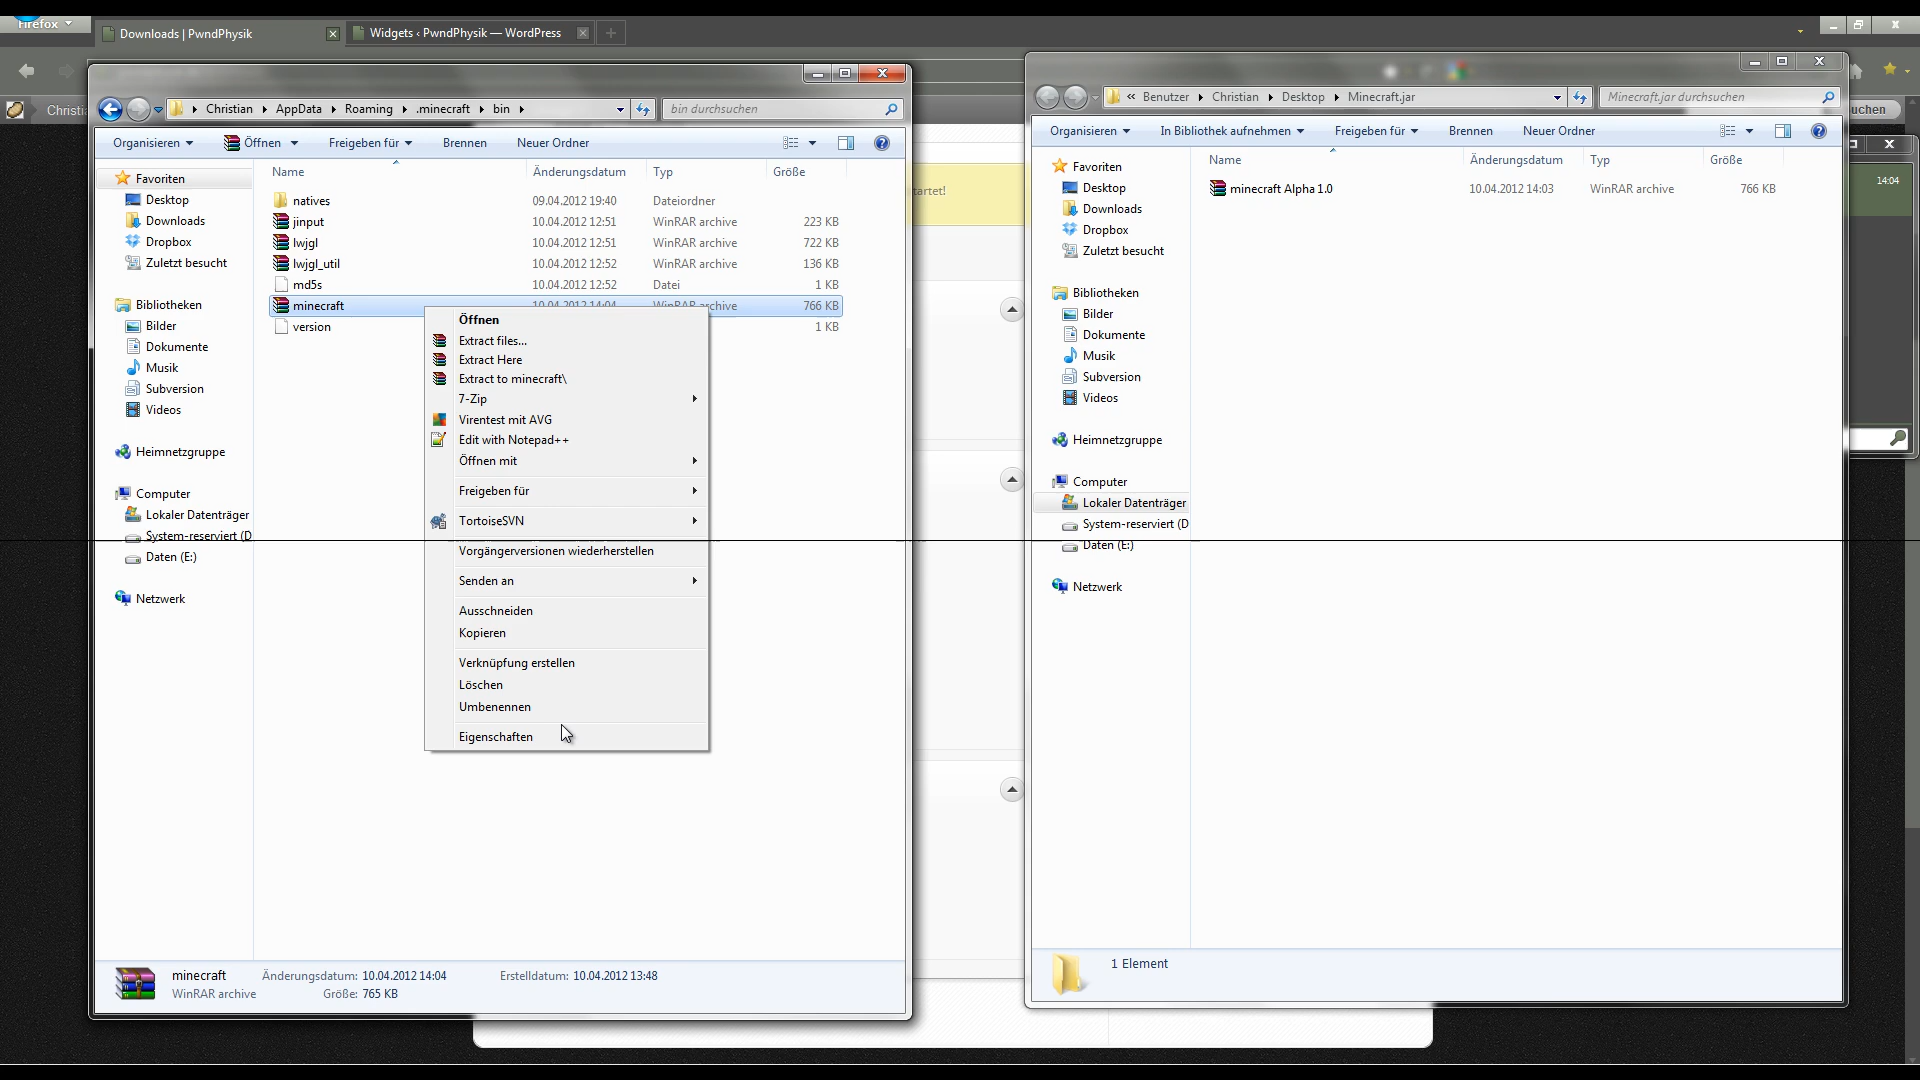 Firefox
Downloads | PwndPhysik
Widgets ‹ PwndPhysik — WordPress
Christi
Christian
AppData
Roaming
.minecraft
bin
bin durchsuchen
Organisieren
Öffnen
Freigeben für
Brennen
Neuer Ordner
Favoriten
Desktop
Downloads
Dropbox
Zuletzt besucht
Bibliotheken
Bilder
Dokumente
Musik
Subversion
Videos
Heimnetzgruppe
Computer
Lokaler Datenträger
System-reserviert (D
Daten (E:)
Netzwerk
Name Änderungsdatum Typ Größe
natives 09.04.2012 19:40 Dateiordner
jinput 10.04.2012 12:51 WinRAR archive 223 KB
lwjgl 10.04.2012 12:51 WinRAR archive 722 KB
lwjgl_util 10.04.2012 12:52 WinRAR archive 136 KB
md5s 10.04.2012 12:52 Datei 1 KB
minecraft 10.04.2012 14:04 WinRAR archive 766 KB
version 1 KB
Öffnen
Extract files...
Extract Here
Extract to minecraft\
7-Zip
Virentest mit AVG
Edit with Notepad++
Öffnen mit
Freigeben für
TortoiseSVN
Vorgängerversionen wiederherstellen
Senden an
Ausschneiden
Kopieren
Verknüpfung erstellen
Löschen
Umbenennen
Eigenschaften
minecraft Änderungsdatum: 10.04.2012 14:04 Erstelldatum: 10.04.2012 13:48
WinRAR archive Größe: 765 KB
tartet!
« Benutzer
Christian
Desktop
Minecraft.jar
Minecraft.jar durchsuchen
Organisieren
In Bibliothek aufnehmen
Freigeben für
Brennen
Neuer Ordner
Favoriten
Desktop
Downloads
Dropbox
Zuletzt besucht
Bibliotheken
Bilder
Dokumente
Musik
Subversion
Videos
Heimnetzgruppe
Computer
Lokaler Datenträger
System-reserviert (D
Daten (E:)
Netzwerk
Name Änderungsdatum Typ Größe
minecraft Alpha 1.0 10.04.2012 14:03 WinRAR archive 766 KB
1 Element
uchen
14:04